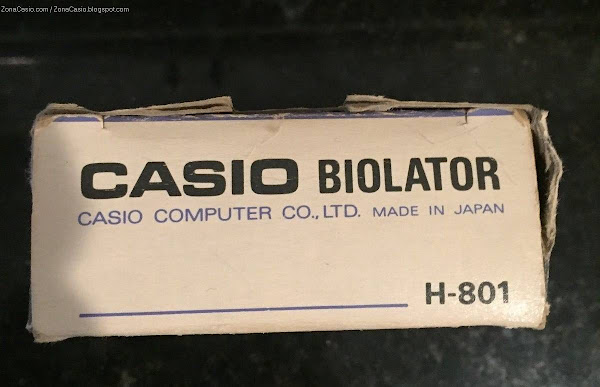 ZonaCasio.com / ZoneCasio.blogspot.com
CASIO BIOLATOR
CASIO COMPUTER CO., LTD. MADE IN JAPAN
H-801